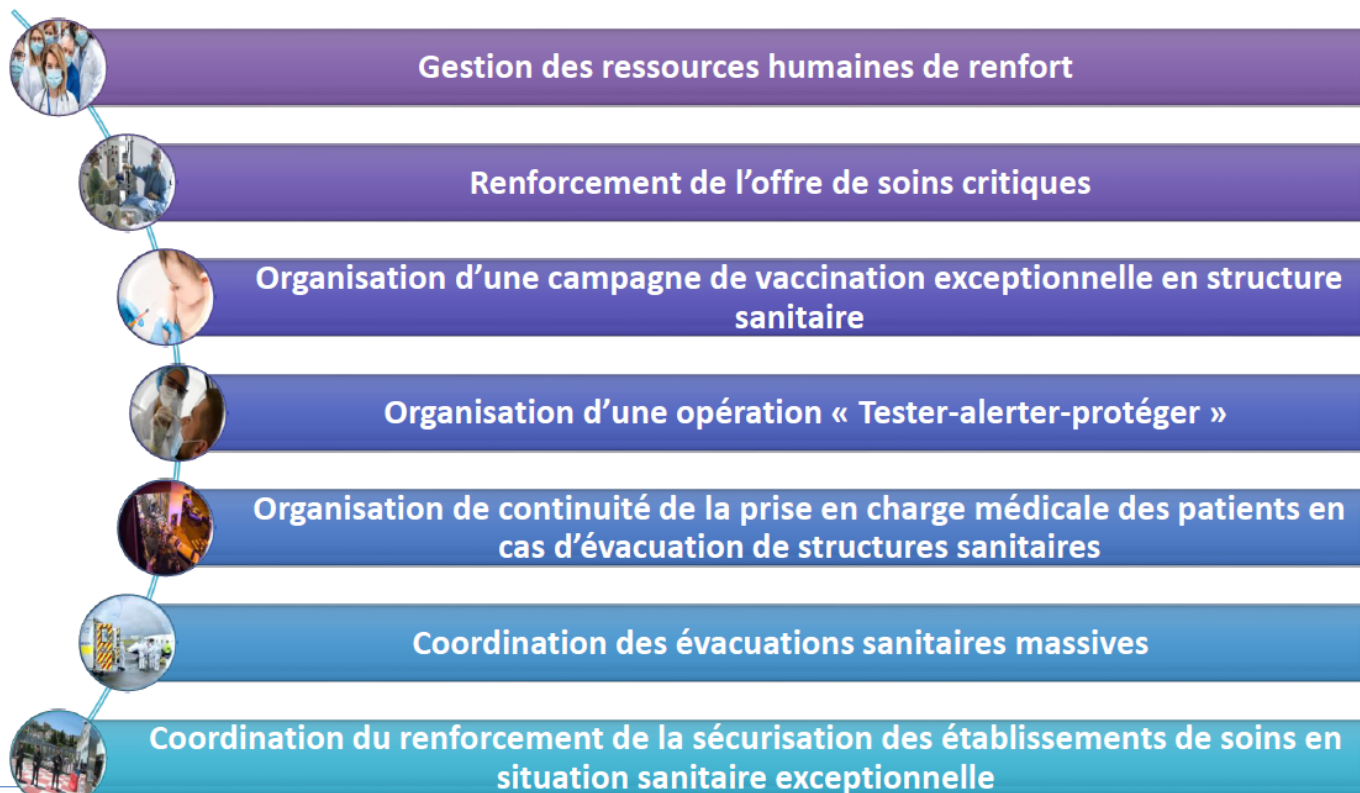 Gestion des ressources humaines de renfort
Renforcement de l’offre de soins critiques
Organisation d’une campagne de vaccination exceptionnelle en structure
sanitaire
Organisation d’une opération « Tester-alerter-protéger »
Organisation de continuité de la prise en charge médicale des patients en
cas d’évacuation de structures sanitaires
Coordination des évacuations sanitaires massives
Coordination du renforcement de la sécurisation des établissements de soins en
situation sanitaire exceptionnelle